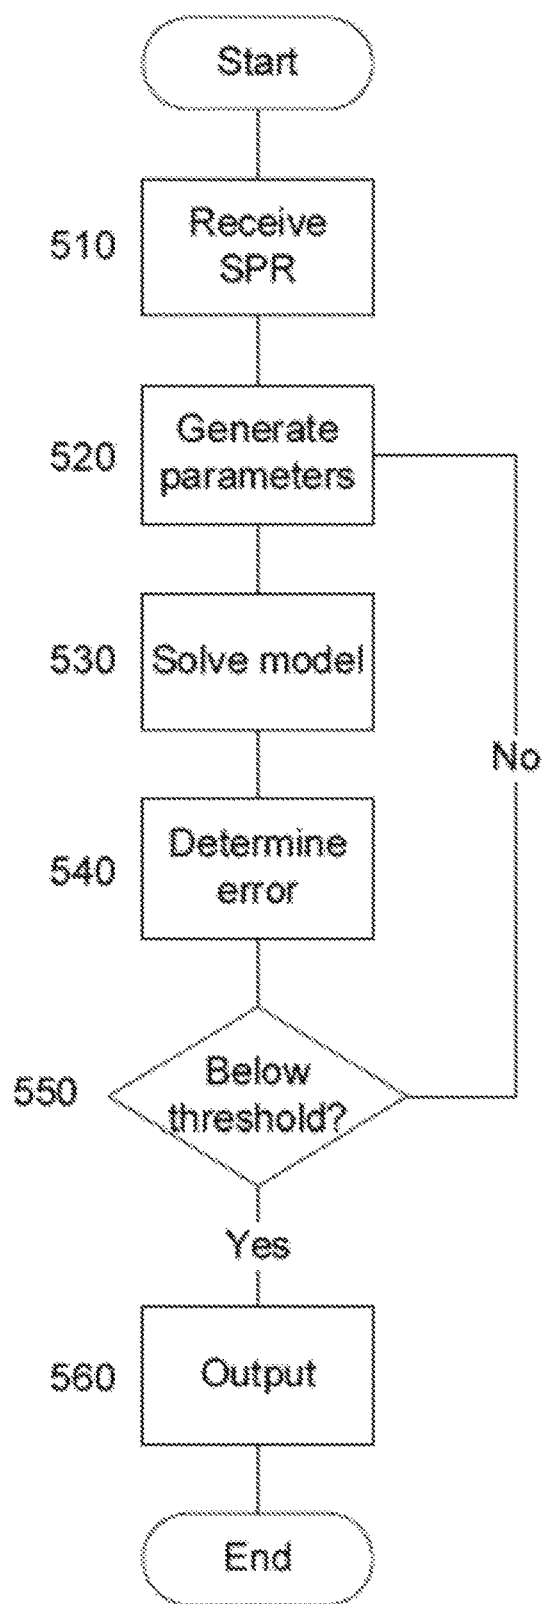 Start
510
Receive
SPR
520
Generate
parameters
530
Solve model
No
540
Determine
error
550
Below
threshold?
Yes
560
Output
End